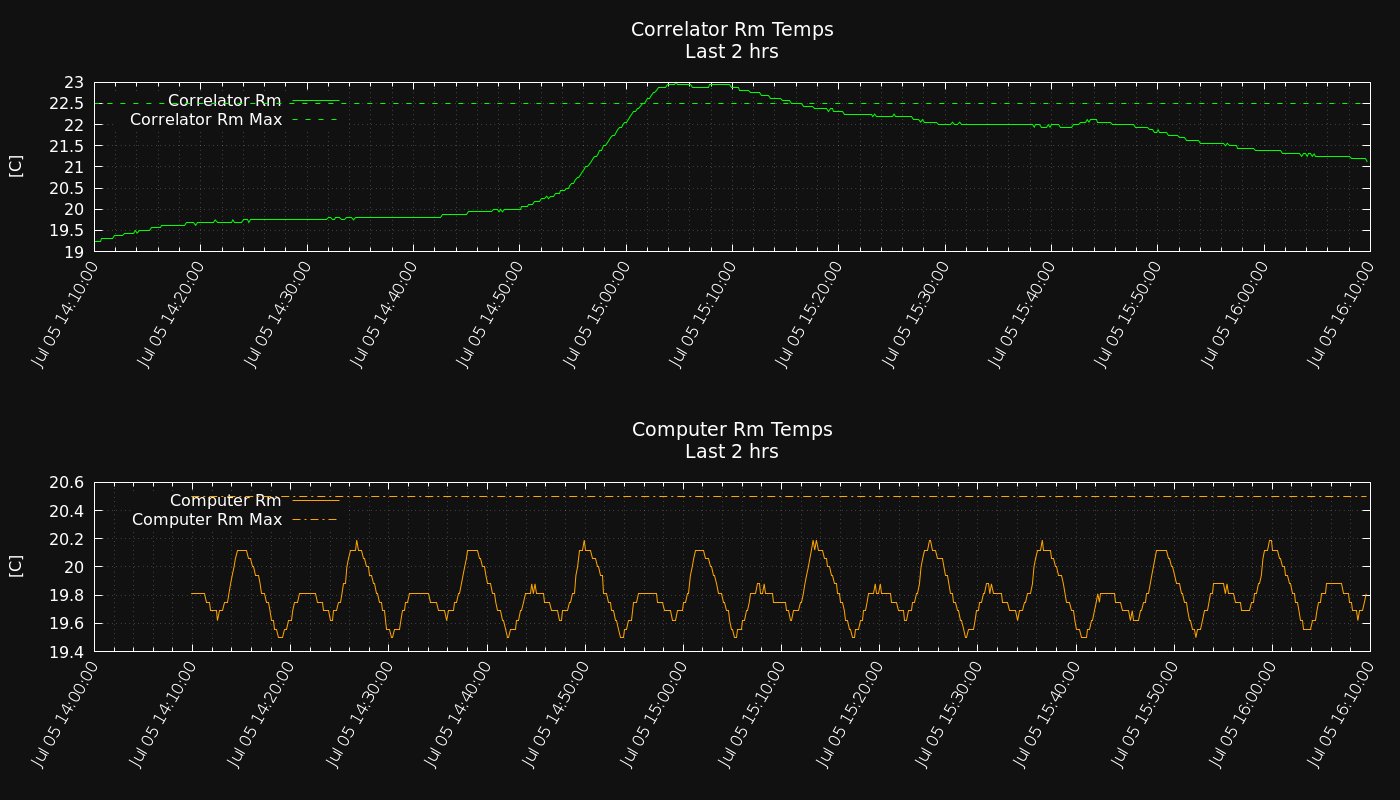 Correlator Rm Temps
Last 2 hrs
23
22.5
22
21.5
21
20.5
20
19.5
19
[C]
Correlator Rm
Correlator Rm Max
Jul 05 14:10:00
Jul 05 14:20:00
Jul 05 14:30:00
Jul 05 14:40:00
Jul 05 14:50:00
Jul 05 15:00:00
Jul 05 15:10:00
Jul 05 15:20:00
Jul 05 15:30:00
Jul 05 15:40:00
Jul 05 15:50:00
Jul 05 16:00:00
Jul 05 16:10:00
Computer Rm Temps
Last 2 hrs
20.6
20.4
20.2
20
19.8
19.6
19.4
[C]
Computer Rm
Computer Rm Max
Jul 05 14:00:00
Jul 05 14:10:00
Jul 05 14:20:00
Jul 05 14:30:00
Jul 05 14:40:00
Jul 05 14:50:00
Jul 05 15:00:00
Jul 05 15:10:00
Jul 05 15:20:00
Jul 05 15:30:00
Jul 05 15:40:00
Jul 05 15:50:00
Jul 05 16:00:00
Jul 05 16:10:00